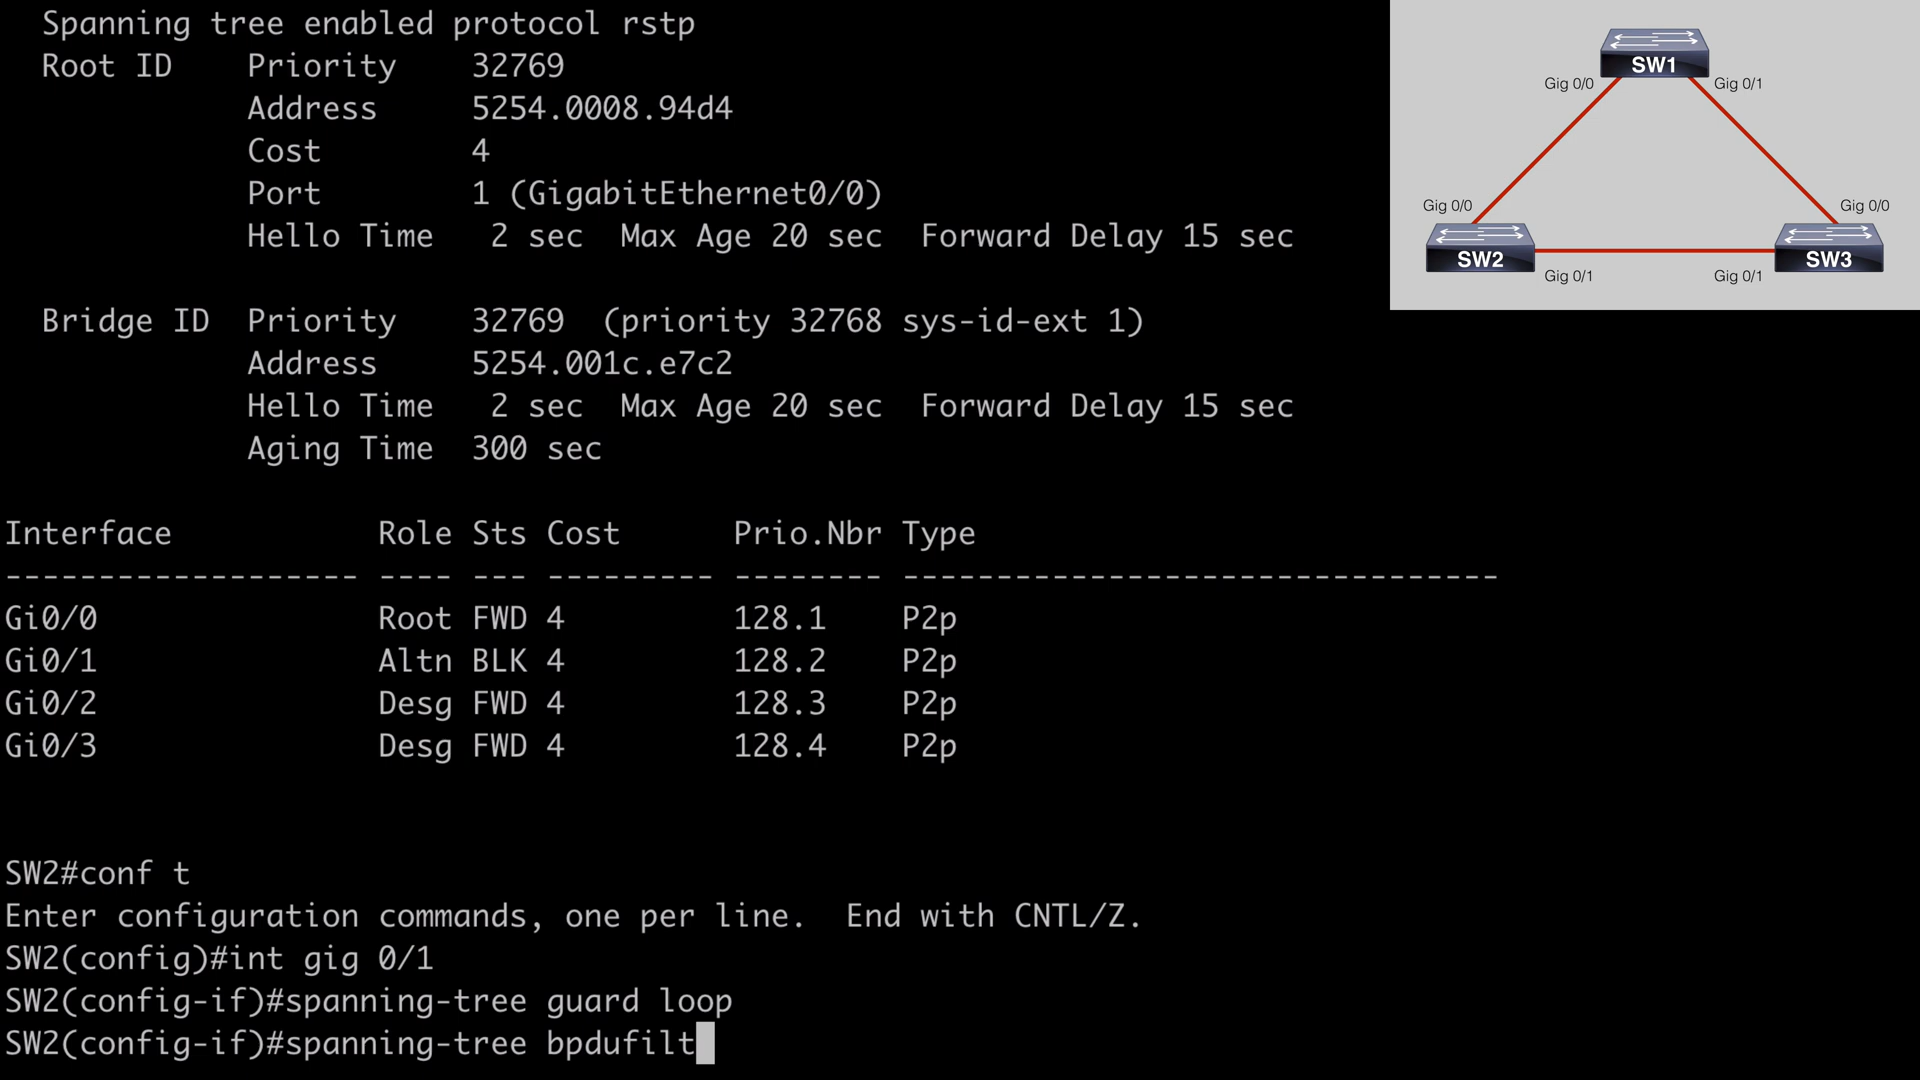 Spanning tree enabled protocol rstp
Root ID    Priority    32769
           Address     5254.0008.94d4
           Cost        4
           Port        1 (GigabitEthernet0/0)
           Hello Time   2 sec  Max Age 20 sec  Forward Delay 15 sec
Bridge ID  Priority    32769  (priority 32768 sys-id-ext 1)
           Address     5254.001c.e7c2
           Hello Time   2 sec  Max Age 20 sec  Forward Delay 15 sec
           Aging Time  300 sec
Interface           Role Sts Cost      Prio.Nbr Type
------------------- ---- --- --------- -------- --------------------------------
Gi0/0               Root FWD 4         128.1    P2p
Gi0/1               Altn BLK 4         128.2    P2p
Gi0/2               Desg FWD 4         128.3    P2p
Gi0/3               Desg FWD 4         128.4    P2p
SW2#conf t
Enter configuration commands, one per line.  End with CNTL/Z.
SW2(config)#int gig 0/1
SW2(config-if)#spanning-tree guard loop
SW2(config-if)#spanning-tree bpdufilt
SW1
Gig 0/0
Gig 0/1
Gig 0/0
Gig 0/0
SW2
SW3
Gig 0/1
Gig 0/1